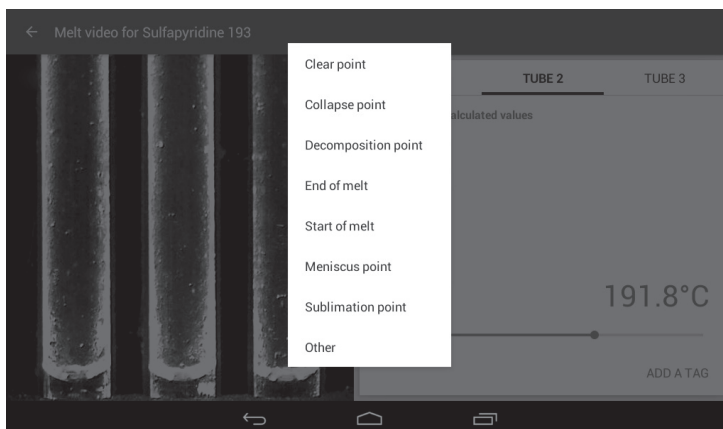 Melt video for Sulfapyridine 193
Clear point
Collapse point
Decomposition point
End of melt
Start of melt
Meniscus point
Sublimation point
Other
TUBE 2
TUBE 3
alculated values
191.8°C
ADD A TAG